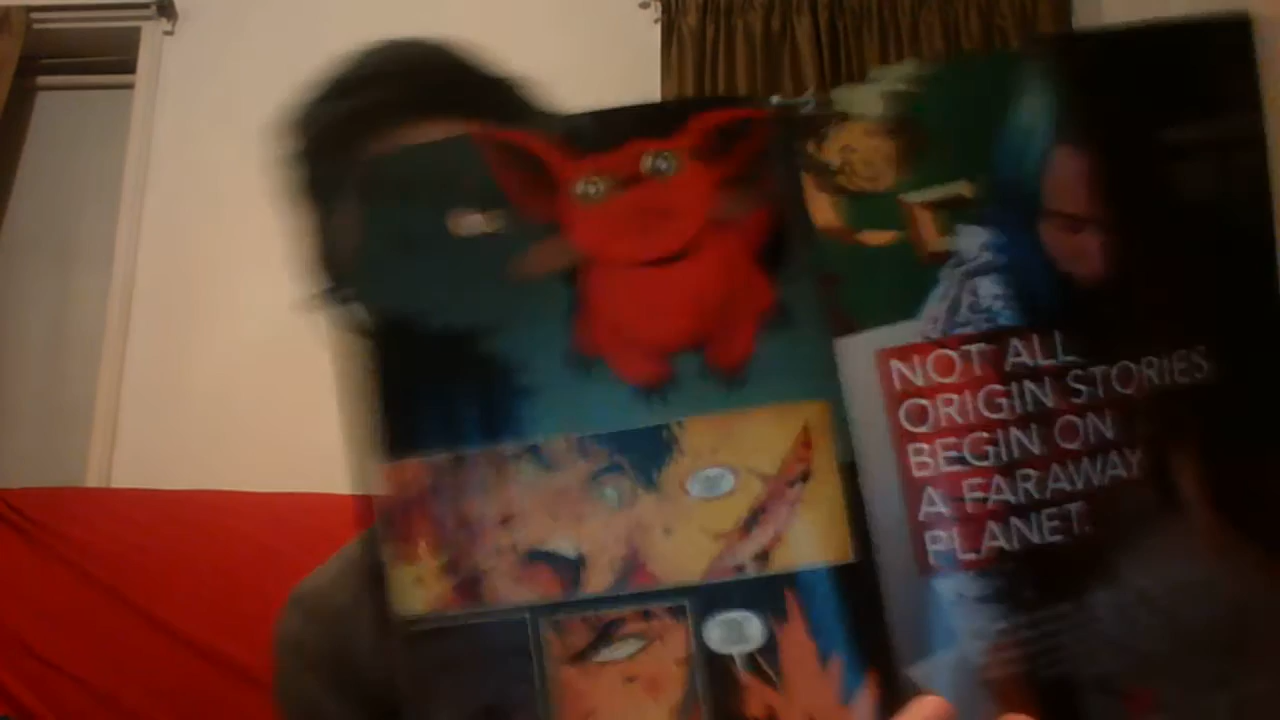 NOT ALL
ORIGIN STORIES
BEGIN ON
A FARAWAY
PLANET.